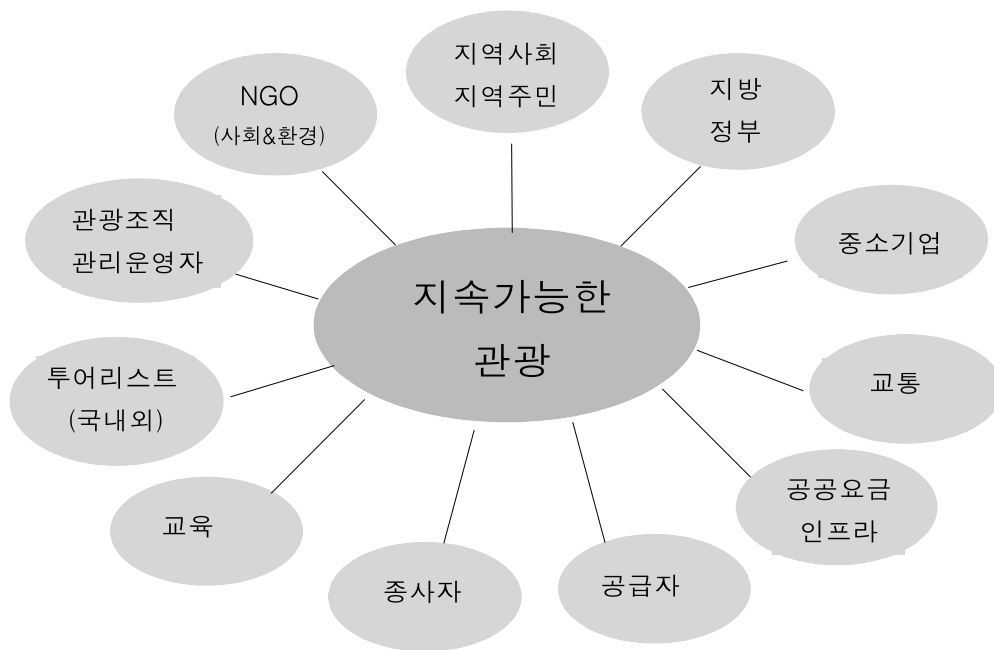 지역사회
지역주민
지방
정부
중소기업
교통
공공요금
인프라
공급자
종사자
교육
투어리스트
(국내외)
관광조직
관리운영자
NGO
(사회&환경)
지속가능한
관광